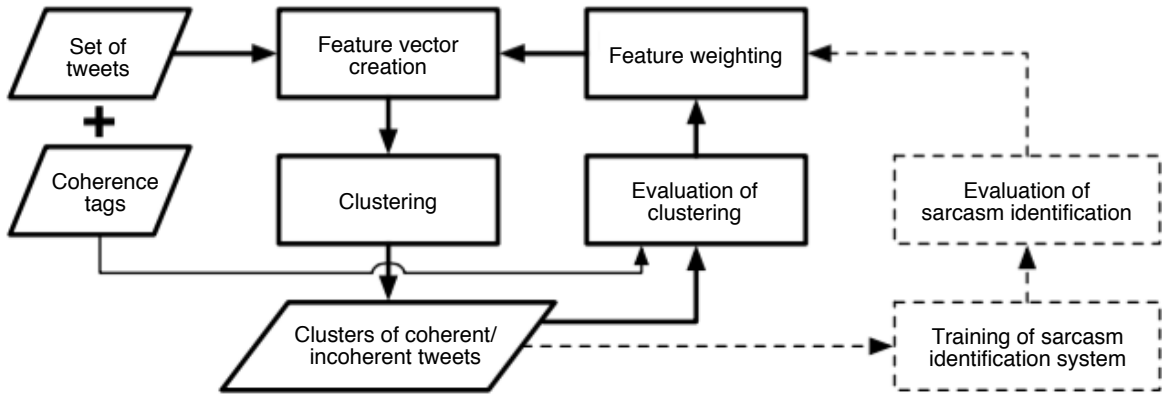 Set of
tweets
Feature vector
creation
Feature weighting
+
Coherence
tags
Clustering
Evaluation of
clustering
Evaluation of
sarcasm identification
Clusters of coherent/
incoherent tweets
Training of sarcasm
identification system